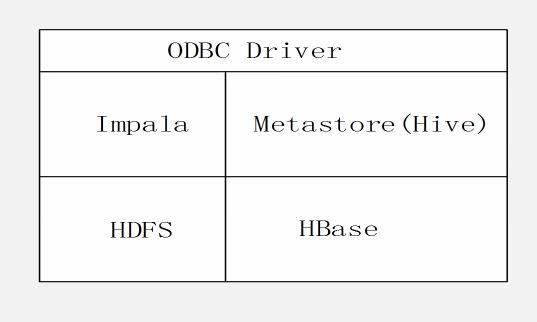 ODBC Driver
Impala
Metastore(Hive)
HDFS
HBase